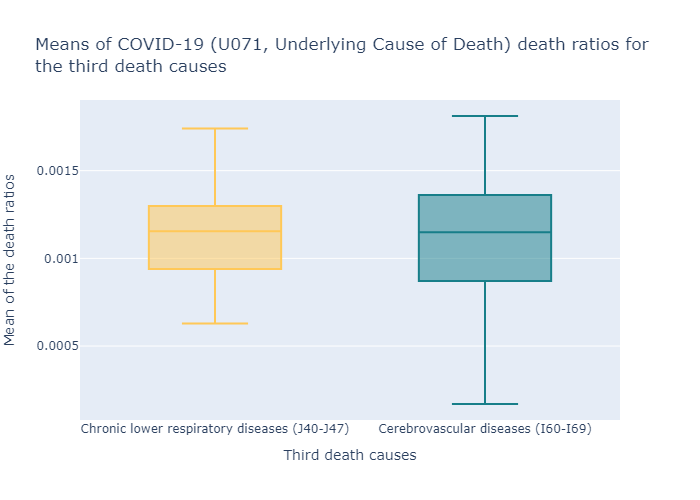 Means of COVID-19 (U071, Underlying Cause of Death) death ratios for
the third death causes
Mean of the death ratios
0.0015
0.001
0.0005
Chronic lower respiratory diseases (J40-J47)
Cerebrovascular diseases (I60-I69)
Third death causes